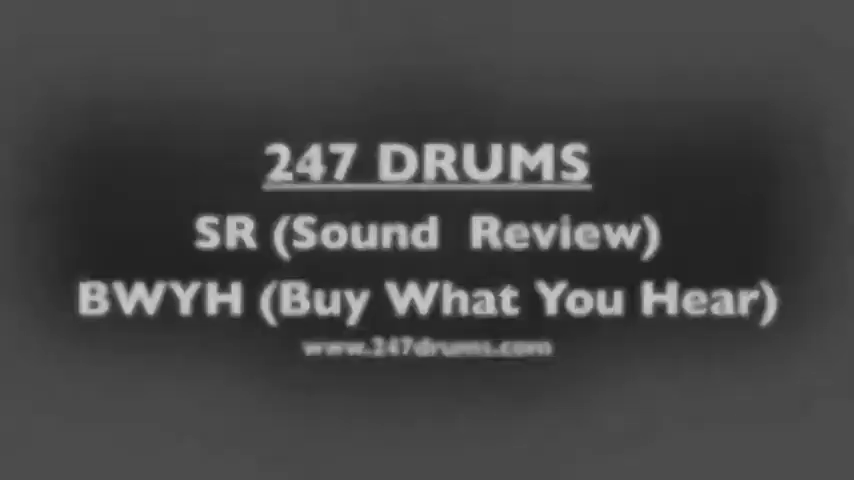 247 DRUMS
SR (Sound Review)
BWYH (Buy What You Hear)
www.247drums.com